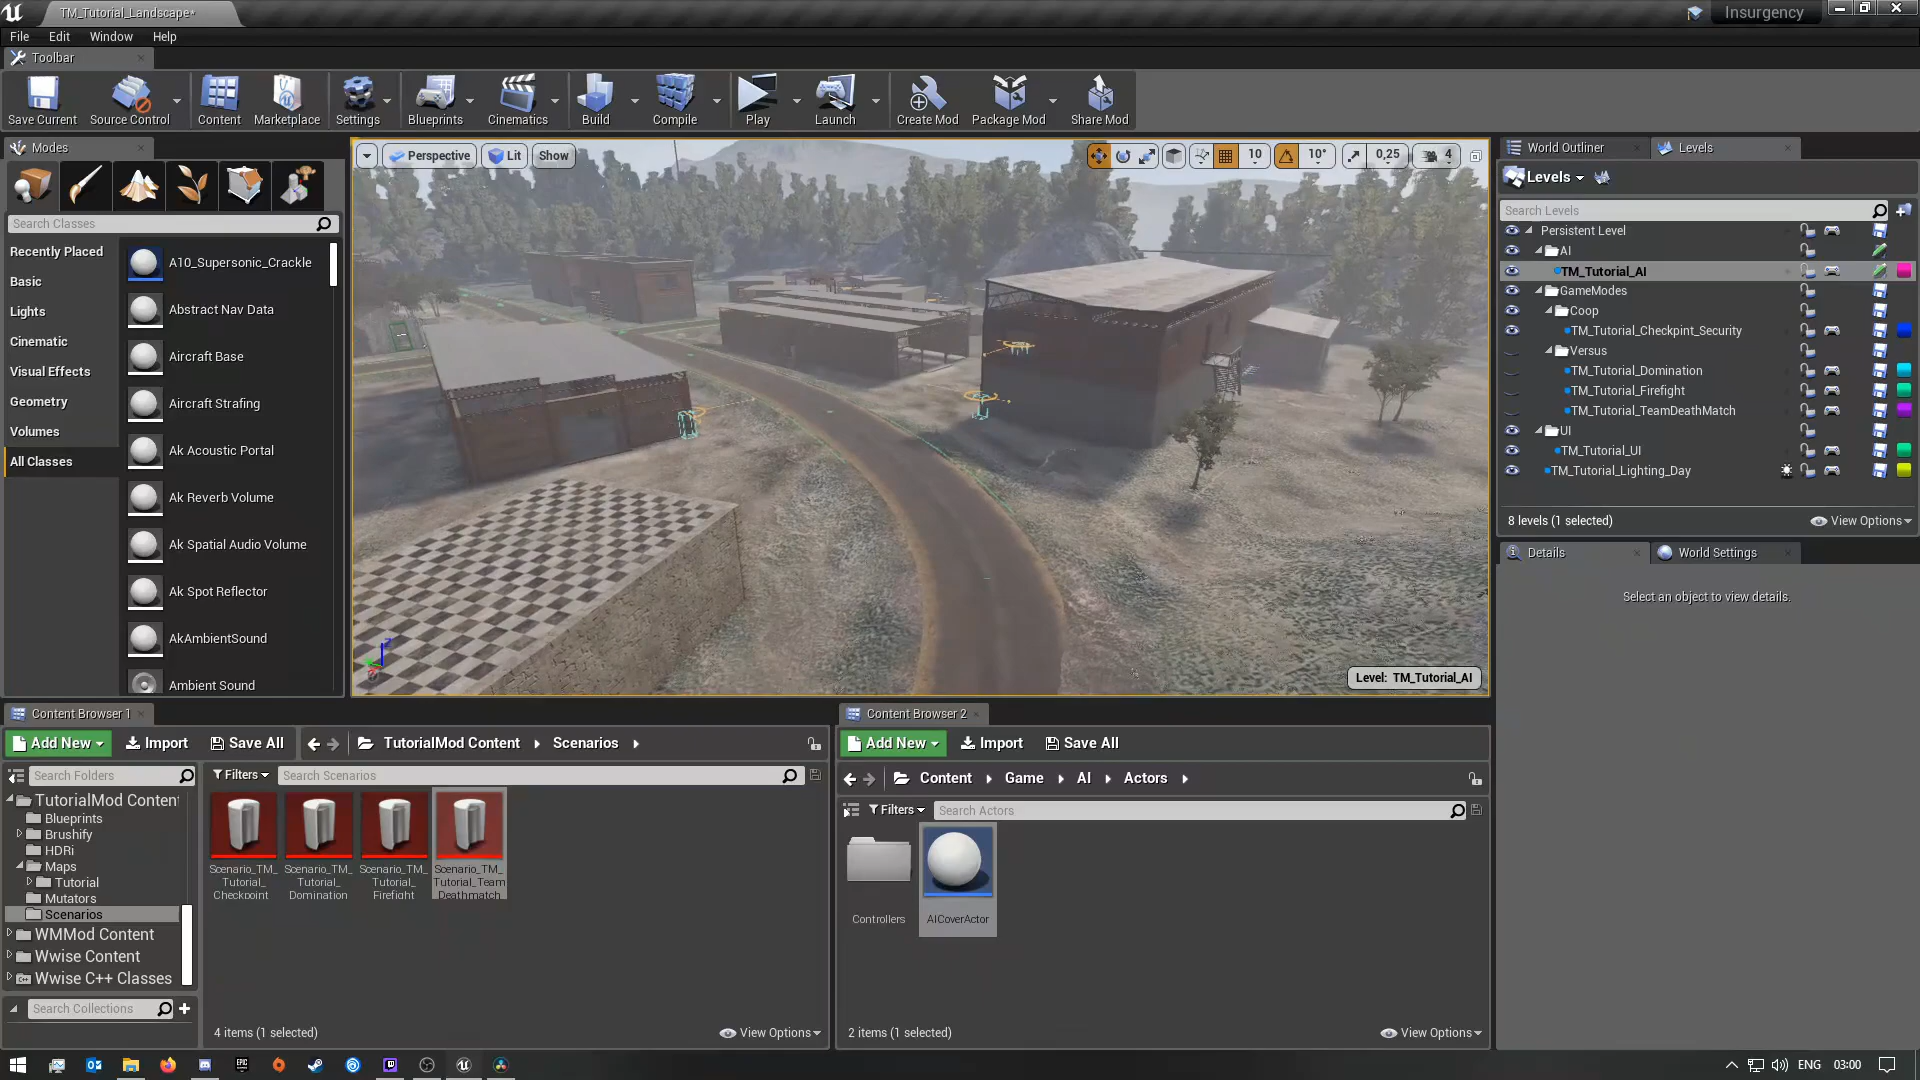 TM_Tutorial_Landscape*
Insurgency
File Edit Window Help
Toolbar
Save Current Source Control Content Marketplace Settings Blueprints Cinematics Build Compile Play Launch Create Mod Package Mod Share Mod
Modes
Search Classes
Recently Placed
Basic
Lights
Cinematic
Visual Effects
Geometry
Volumes
All Classes
A10_Supersonic_Crackle
Abstract Nav Data
Aircraft Base
Aircraft Strafing
Ak Acoustic Portal
Ak Reverb Volume
Ak Spatial Audio Volume
Ak Spot Reflector
AkAmbientSound
Ambient Sound
Perspective Lit Show
10 10° 0,25 4
Level: TM_Tutorial_AI
World Outliner Levels
Levels
Search Levels
Persistent Level
AI
TM_Tutorial_AI
GameModes
Coop
TM_Tutorial_Checkpint_Security
Versus
TM_Tutorial_Domination
TM_Tutorial_Firefight
TM_Tutorial_TeamDeathMatch
UI
TM_Tutorial_UI
TM_Tutorial_Lighting_Day
8 levels (1 selected) View Options
Details World Settings
Select an object to view details.
Content Browser 1
Add New Import Save All TutorialMod Content Scenarios
Search Folders
Filters Search Scenarios
TutorialMod Conten
Blueprints
Brushify
HDRi
Maps
Tutorial
Mutators
Scenarios
WMMod Content
Wwise Content
Wwise C++ Classes
Search Collections
Scenario_TM_
Tutorial_
Checkpoint
Scenario_TM_
Tutorial_
Domination
Scenario_TM_
Tutorial_
Firefight
Scenario_TM_
Tutorial_Team
Deathmatch
4 items (1 selected) View Options
Content Browser 2
Add New Import Save All
Content Game AI Actors
Filters Search Actors
Controllers
AICoverActor
2 items (1 selected) View Options
ENG 03:00